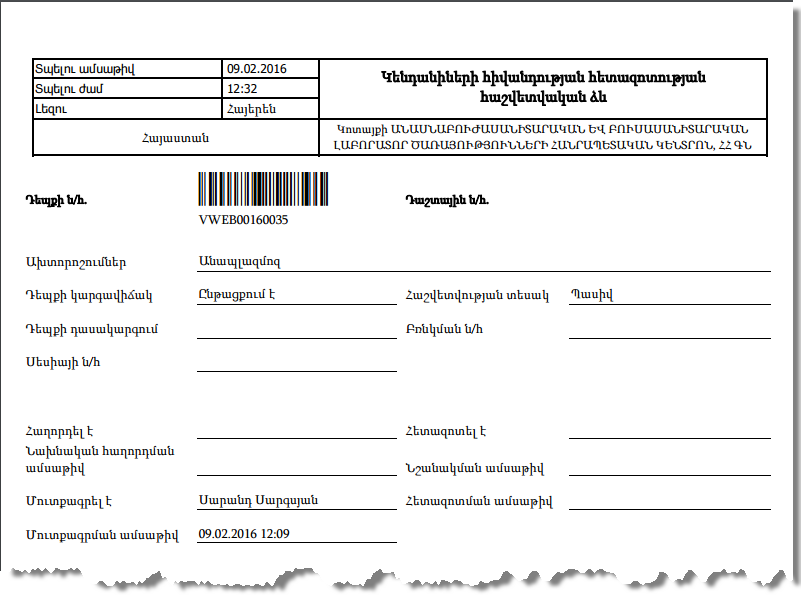 Տպելու ամսաթիվ 09.02.2016
Կենդանիների հիվանդության հետազոտության
հաշվետվական ձև
Տպելու ժամ 12:32
Լեզու Հայերեն
Հայաստան
Կոտայքի ԱՆԱՍՆԱԲՈՒԺԱՍԱՆԻՏԱՐԱԿԱՆ ԵՎ ԲՈՒՍԱՍԱՆԻՏԱՐԱԿԱՆ
ԼԱԲՈՐԱՏՈՐ ԾԱՌԱՅՈՒԹՅՈՒՆՆԵՐԻ ՀԱՆՐԱՊԵՏԱԿԱՆ ԿԵՆՏՐՈՆ, ՀՀ ԳՆ
Դեպքի ն/հ. Դաշտային ն/հ.
VWEB00160035
Ախտորոշումներ Անապլազմոզ
Դեպքի կարգավիճակ Ընթացքում է Հաշվետվության տեսակ Պասիվ
Դեպքի դասակարգում Բռնկման ն/հ
Սեսիայի ն/հ
Հաղորդել է Հետազոտել է
Նախնական հաղորդման
ամսաթիվ Նշանակման ամսաթիվ
Մուտքագրել է Սարանդ Սարգսյան Հետազոտման ամսաթիվ
Մուտքագրման ամսաթիվ 09.02.2016 12:09